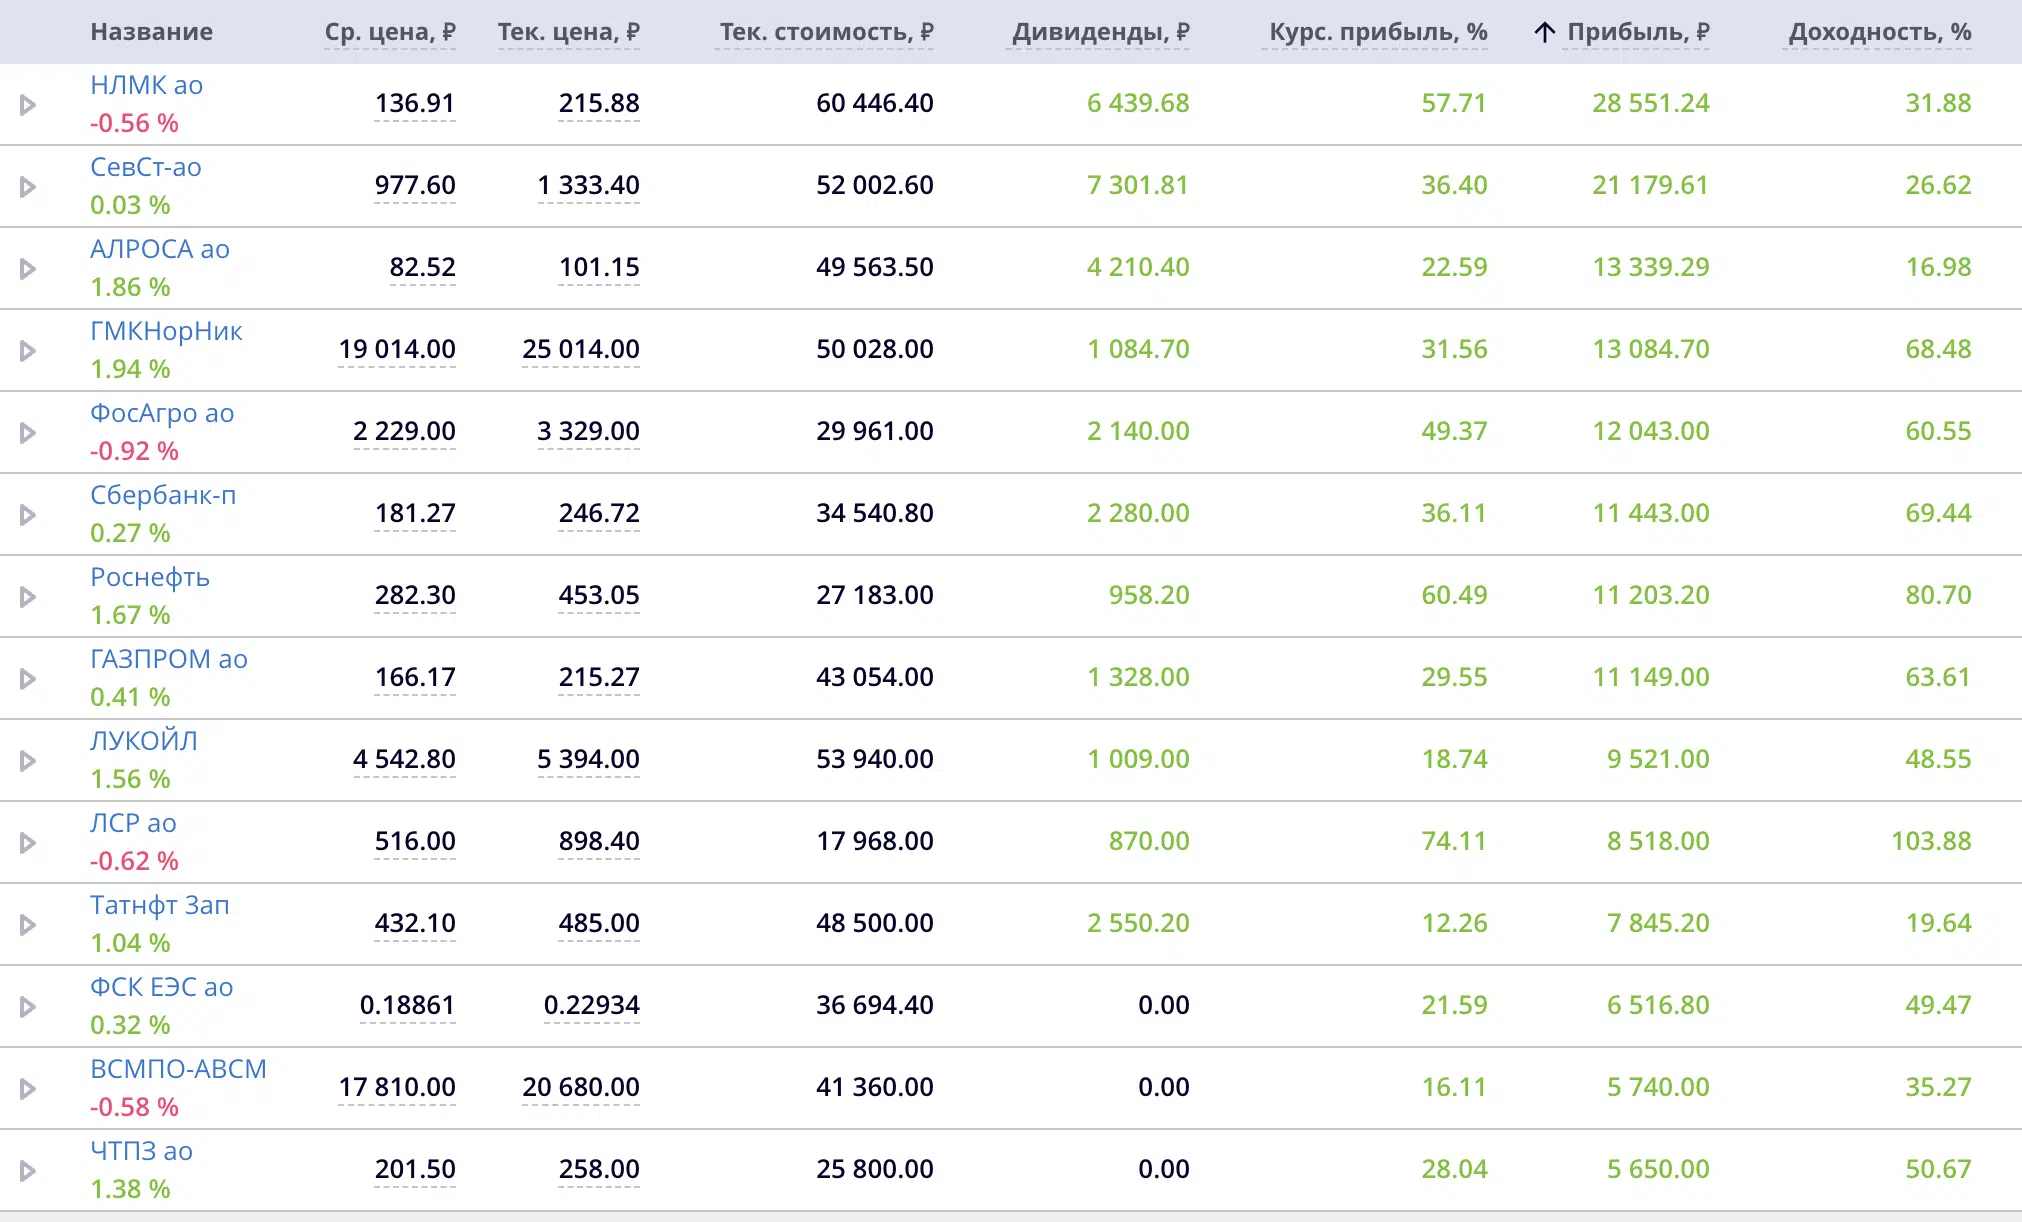 Название Ср. цена, ₽ Тек. цена, ₽ Тек. стоимость, ₽ Дивиденды, ₽ Курс. прибыль, % ↑ Прибыль, ₽ Доходность, %
НЛМК ао
-0.56 %
136.91 215.88 60 446.40 6 439.68 57.71 28 551.24 31.88
СевСт-ао
0.03 %
977.60 1 333.40 52 002.60 7 301.81 36.40 21 179.61 26.62
АЛРОСА ао
1.86 %
82.52 101.15 49 563.50 4 210.40 22.59 13 339.29 16.98
ГМКНорНик
1.94 %
19 014.00 25 014.00 50 028.00 1 084.70 31.56 13 084.70 68.48
ФосАгро ао
-0.92 %
2 229.00 3 329.00 29 961.00 2 140.00 49.37 12 043.00 60.55
Сбербанк-п
0.27 %
181.27 246.72 34 540.80 2 280.00 36.11 11 443.00 69.44
Роснефть
1.67 %
282.30 453.05 27 183.00 958.20 60.49 11 203.20 80.70
ГАЗПРОМ ао
0.41 %
166.17 215.27 43 054.00 1 328.00 29.55 11 149.00 63.61
ЛУКОЙЛ
1.56 %
4 542.80 5 394.00 53 940.00 1 009.00 18.74 9 521.00 48.55
ЛСР ао
-0.62 %
516.00 898.40 17 968.00 870.00 74.11 8 518.00 103.88
Татнфт 3ап
1.04 %
432.10 485.00 48 500.00 2 550.20 12.26 7 845.20 19.64
ФСК ЕЭС ао
0.32 %
0.18861 0.22934 36 694.40 0.00 21.59 6 516.80 49.47
ВСМПО-АВСМ
-0.58 %
17 810.00 20 680.00 41 360.00 0.00 16.11 5 740.00 35.27
ЧТПЗ ао
1.38 %
201.50 258.00 25 800.00 0.00 28.04 5 650.00 50.67